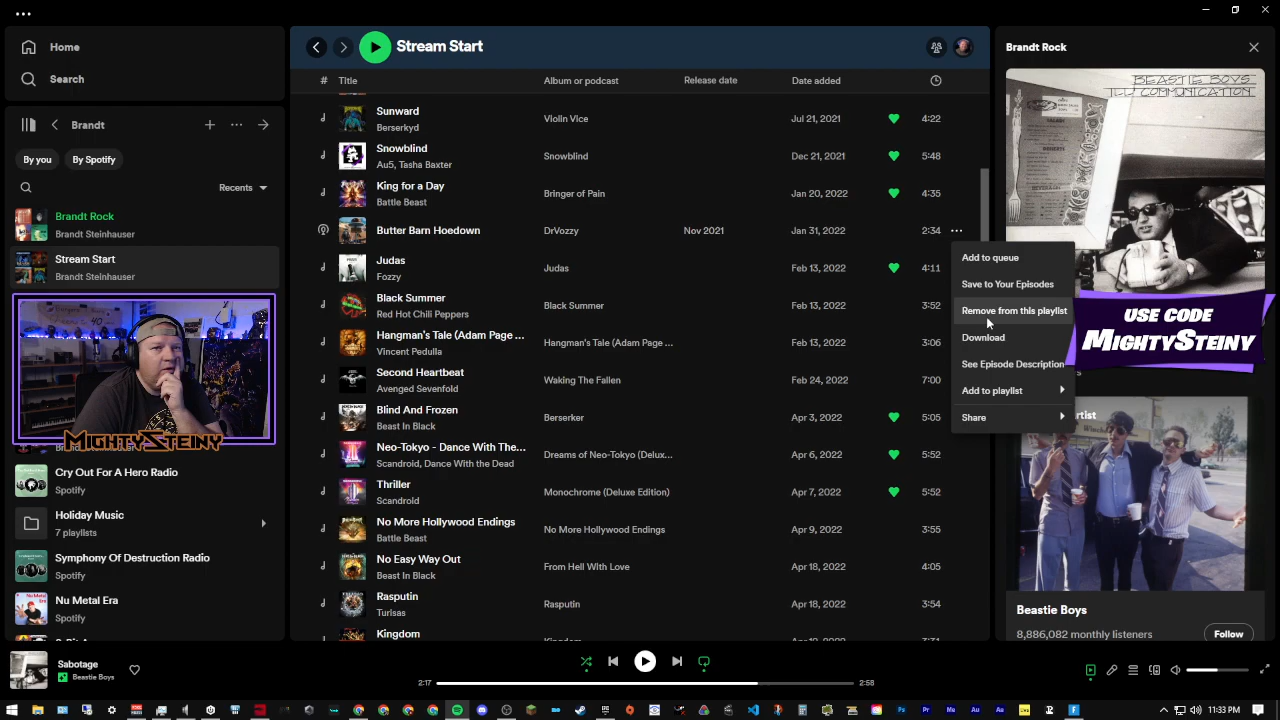 Home
Search
Brandt
By you
By Spotify
Recents
Brandt Rock
Brandt Steinhauser
Stream Start
Brandt Steinhauser
MIGHTYSTEINY
Cry Out For A Hero Radio
Spotify
Holiday Music
7 playlists
Symphony Of Destruction Radio
Spotify
Nu Metal Era
Spotify
Stream Start
# Title Album or podcast Release date Date added
Sunward
Berserkyd Violin Vice Jul 21, 2021 4:22
Snowblind
Au5, Tasha Baxter Snowblind Dec 21, 2021 5:48
King for a Day
Battle Beast Bringer of Pain Jan 20, 2022 4:35
Butter Barn Hoedown DrVozzy Nov 2021 Jan 31, 2022 2:34
Judas
Fozzy Judas Feb 13, 2022 4:11
Black Summer
Red Hot Chili Peppers Black Summer Feb 13, 2022 3:52
Hangman's Tale (Adam Page ...
Vincent Pedulla Hangman's Tale (Adam Page ... Feb 13, 2022 3:06
Second Heartbeat
Avenged Sevenfold Waking The Fallen Feb 24, 2022 7:00
Blind And Frozen
Beast In Black Berserker Apr 3, 2022 5:05
Neo-Tokyo - Dance With The...
Scandroid, Dance With the Dead Dreams of Neo-Tokyo (Delux... Apr 6, 2022 5:52
Thriller
Scandroid Monochrome (Deluxe Edition) Apr 7, 2022 5:52
No More Hollywood Endings
Battle Beast No More Hollywood Endings Apr 9, 2022 3:55
No Easy Way Out
Beast In Black From Hell With Love Apr 18, 2022 4:05
Rasputin
Turisas Rasputin Apr 18, 2022 3:54
Kingdom
Add to queue
Save to Your Episodes
Remove from this playlist
Download
See Episode Description
Add to playlist
Share
Brandt Rock
BEASTIE BOYS
ILL COMMUNICATION.
USE CODE
MIGHTYSTEINY
Beastie Boys
8,886,082 monthly listeners Follow
Sabotage
Beastie Boys
2:17 2:58
11:33 PM